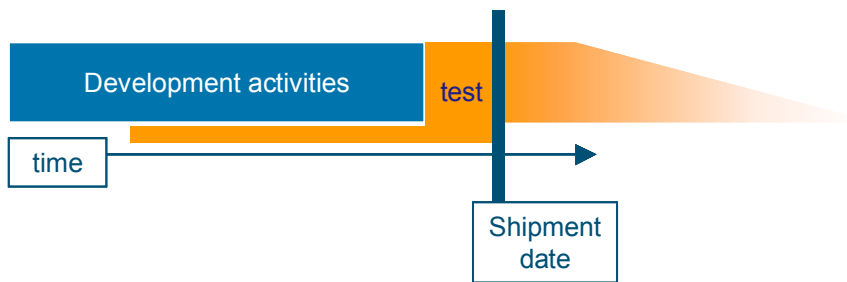 Development activities
test
time
Shipment
date